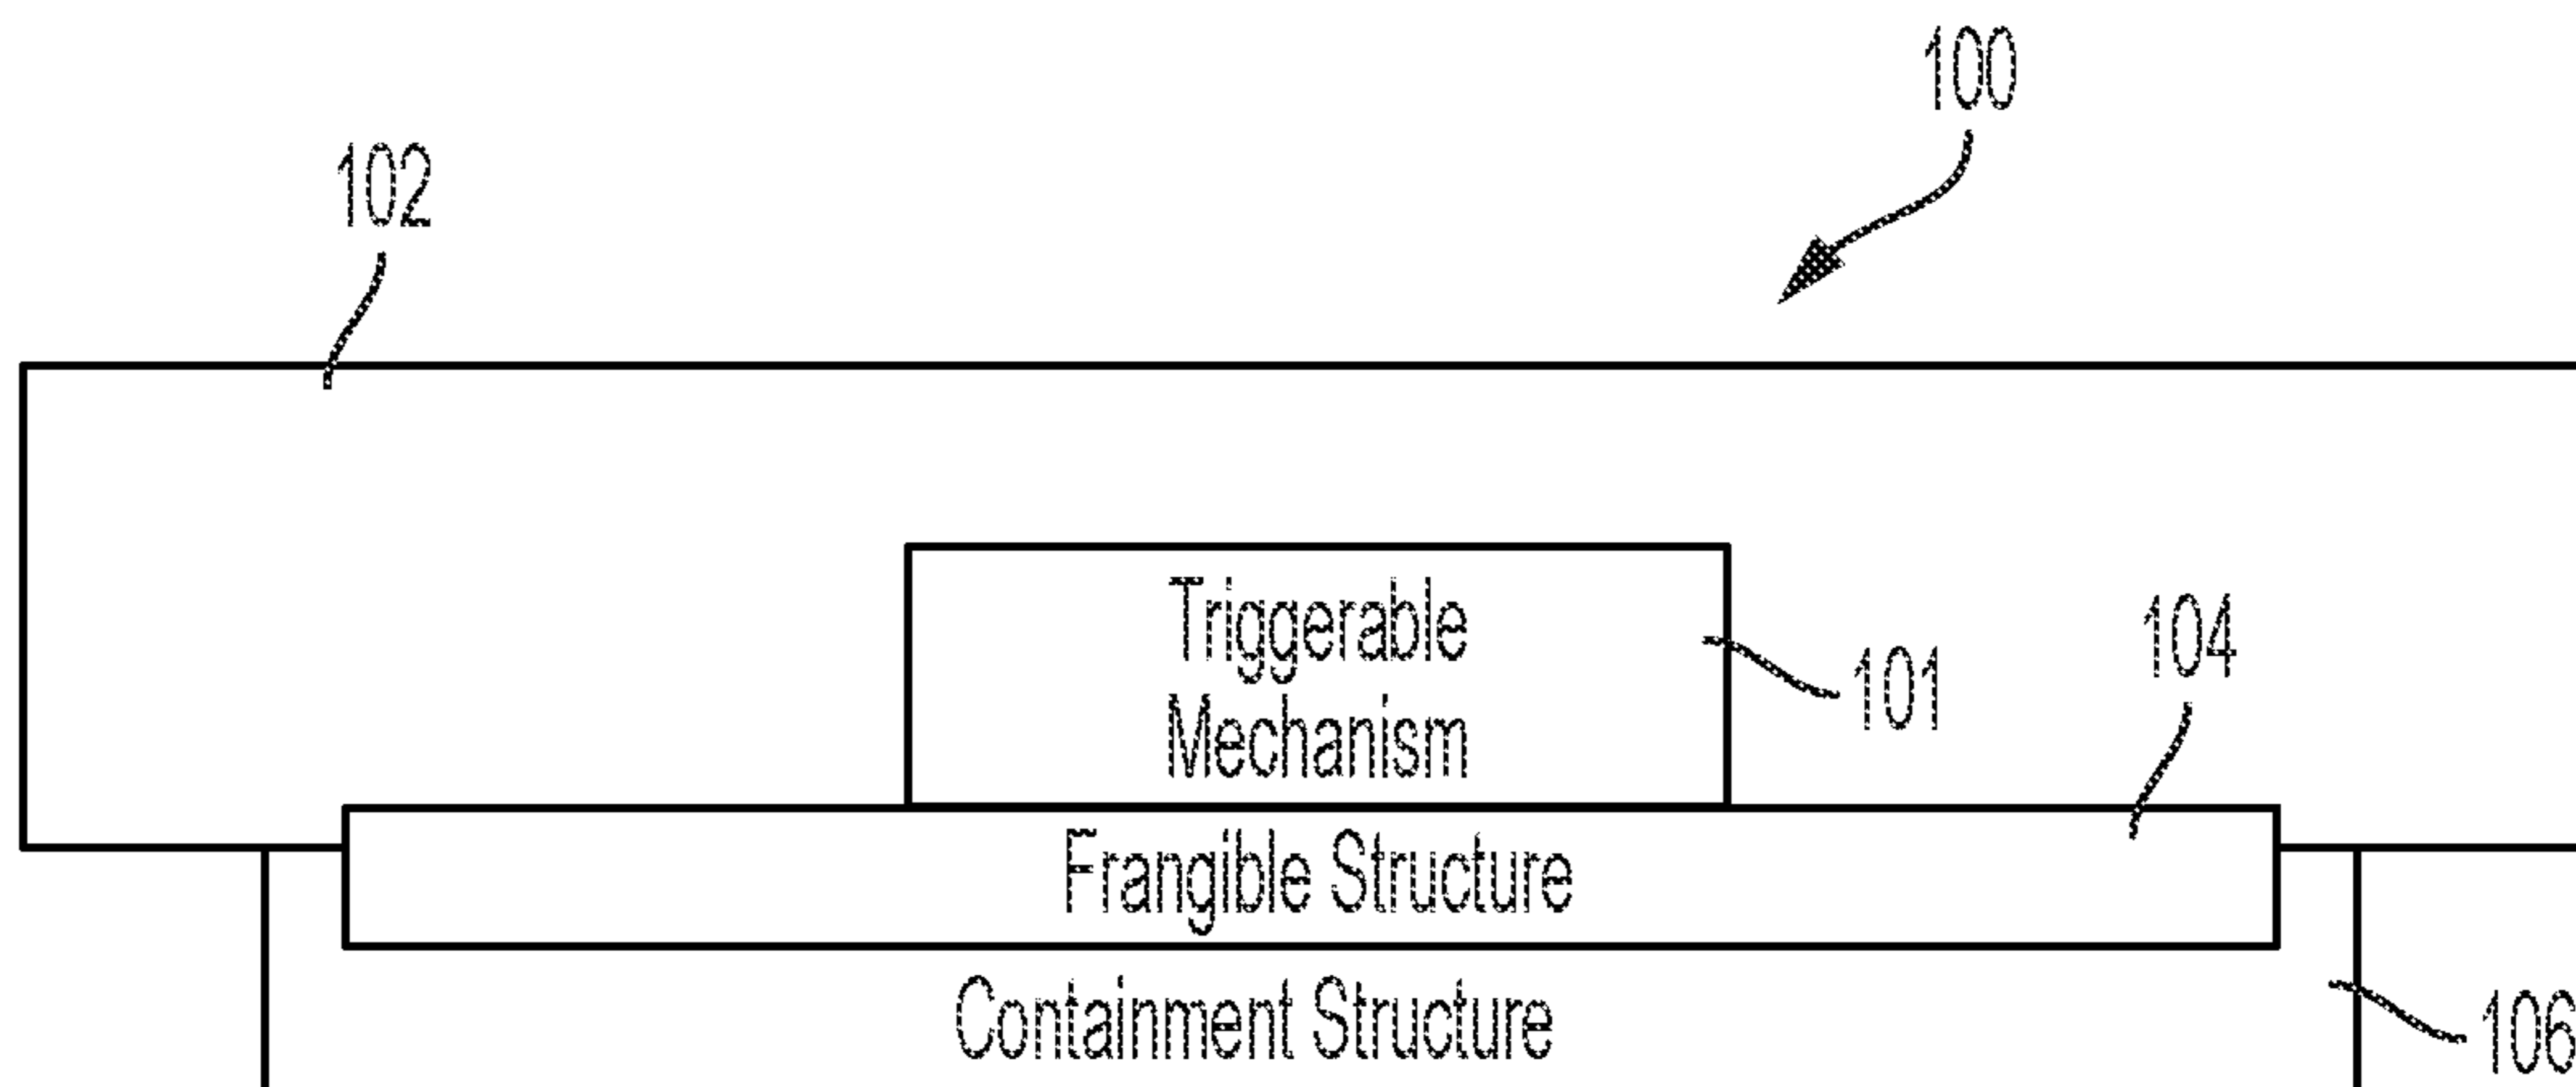 100
102
Triggerable
Mechanism
101
104
Frangible Structure
Containment Structure
106